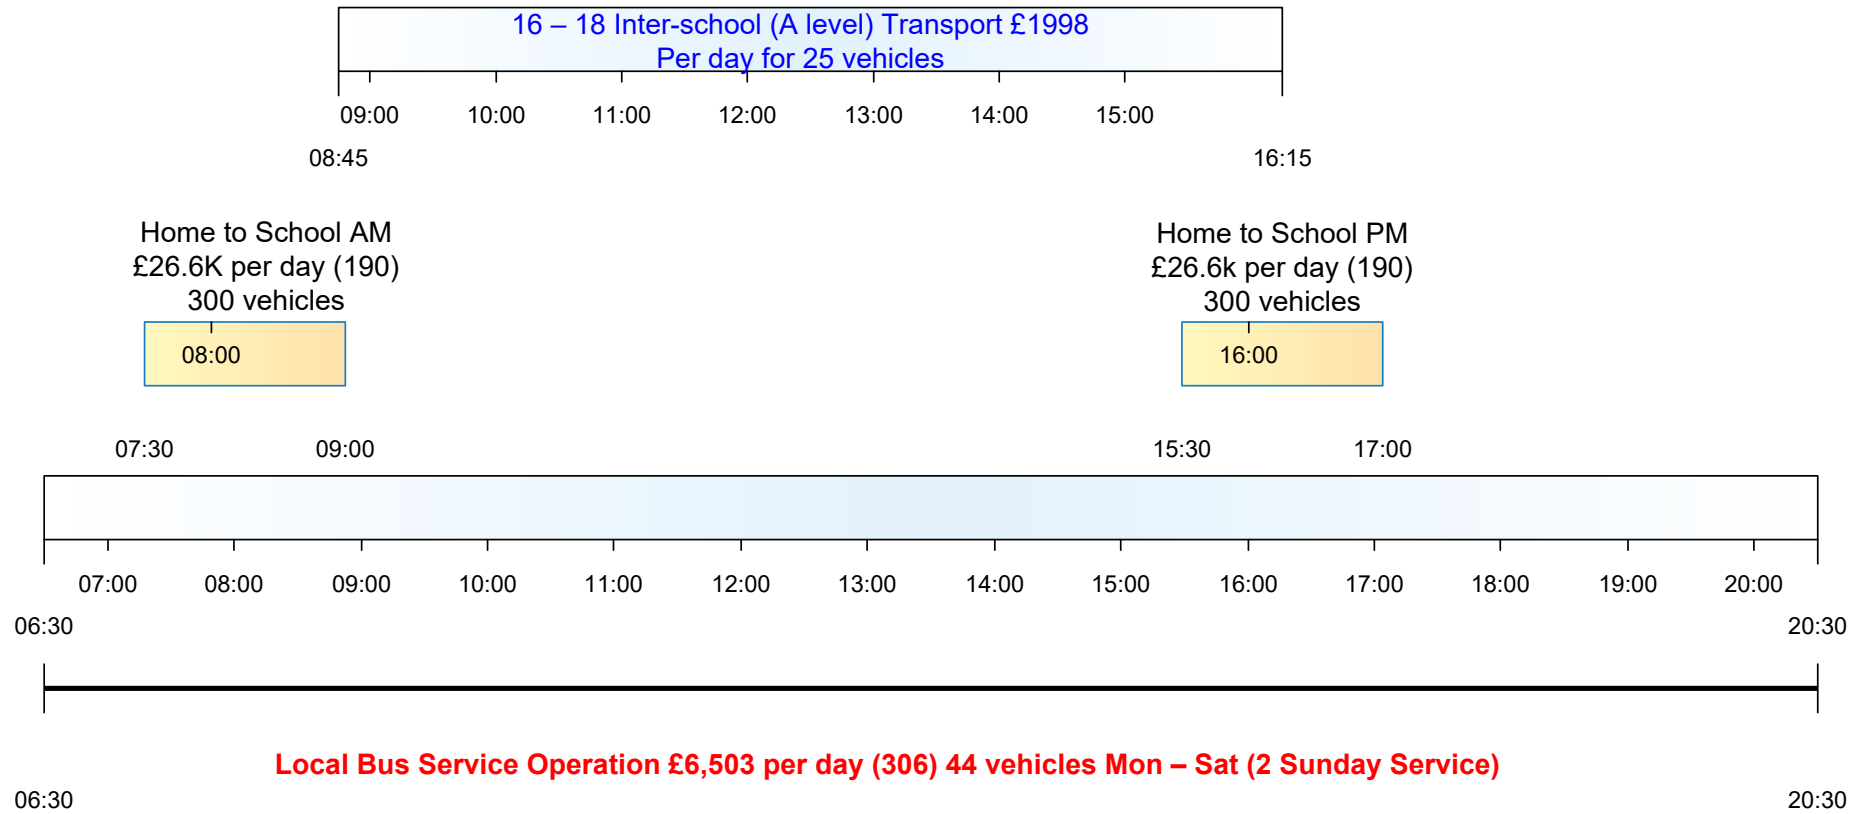 16 – 18 Inter-school (A level) Transport £1998
Per day for 25 vehicles
09:00 10:00 11:00 12:00 13:00 14:00 15:00
08:45 16:15
Home to School AM
£26.6K per day (190)
300 vehicles
Home to School PM
£26.6k per day (190)
300 vehicles
08:00 16:00
07:30 09:00 15:30 17:00
07:00 08:00 09:00 10:00 11:00 12:00 13:00 14:00 15:00 16:00 17:00 18:00 19:00 20:00
06:30 20:30
Local Bus Service Operation £6,503 per day (306) 44 vehicles Mon – Sat (2 Sunday Service)
06:30 20:30